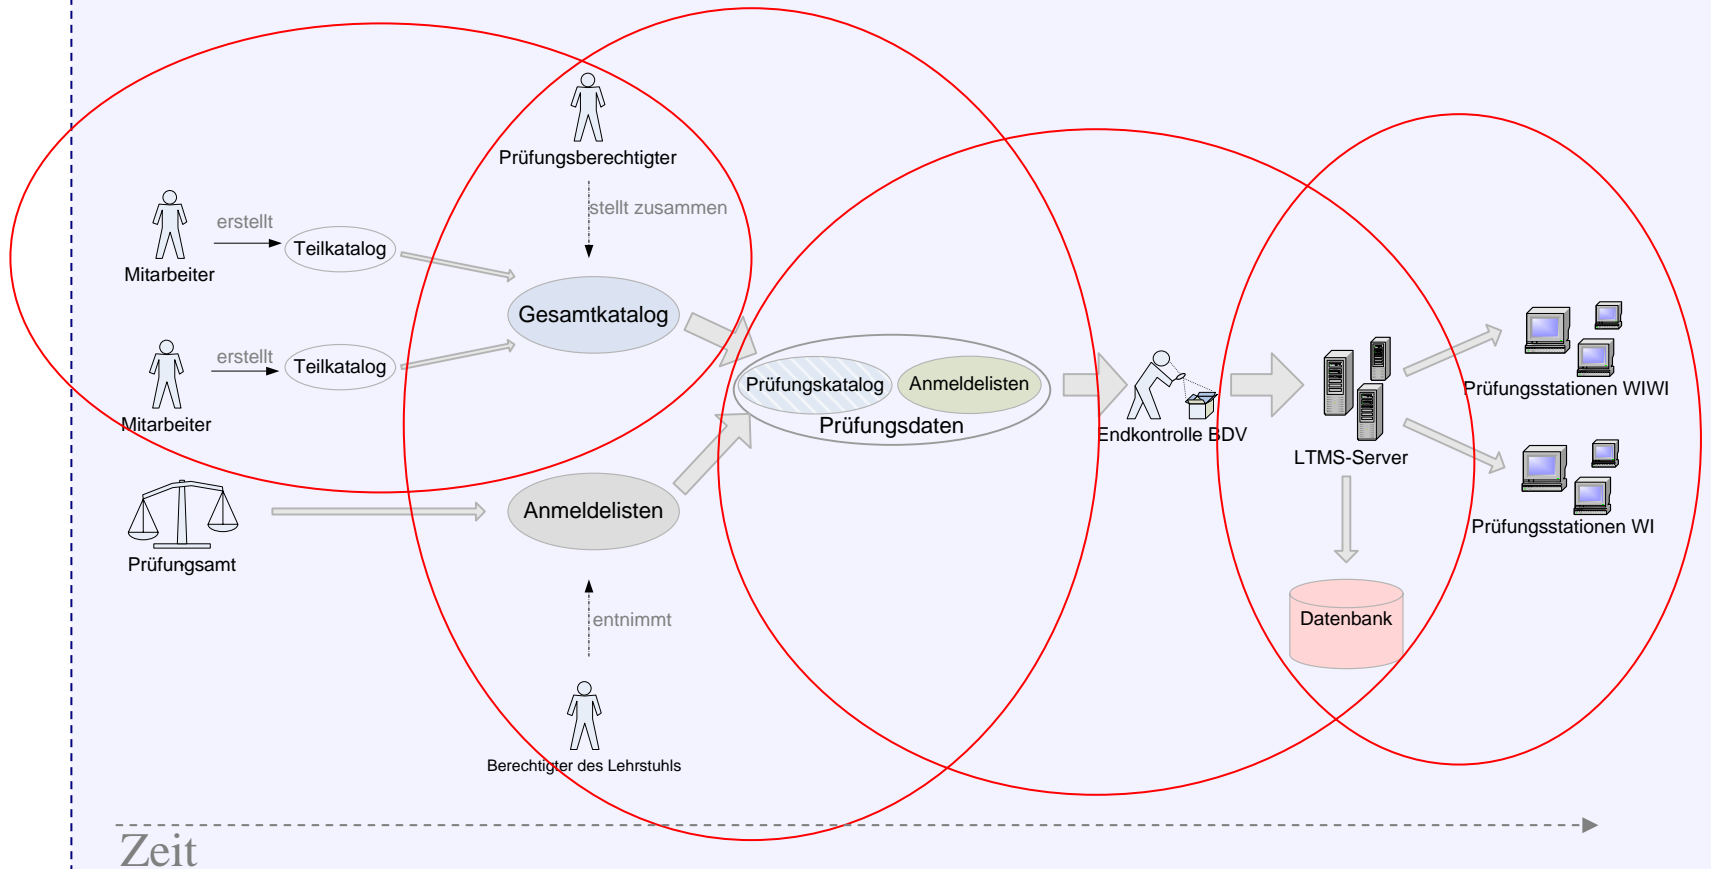 Prüfungsberechtigter
stellt zusammen
erstellt
Teilkatalog
Mitarbeiter
Gesamtkatalog
erstellt
Teilkatalog
Mitarbeiter
Prüfungskatalog
Anmeldelisten
Prüfungsdaten
Endkontrolle BDV
LTMS-Server
Prüfungsstationen WIWI
Prüfungsstationen WI
Anmeldelisten
Prüfungsamt
entnimmt
Datenbank
Berechtigter des Lehrstuhls
Zeit